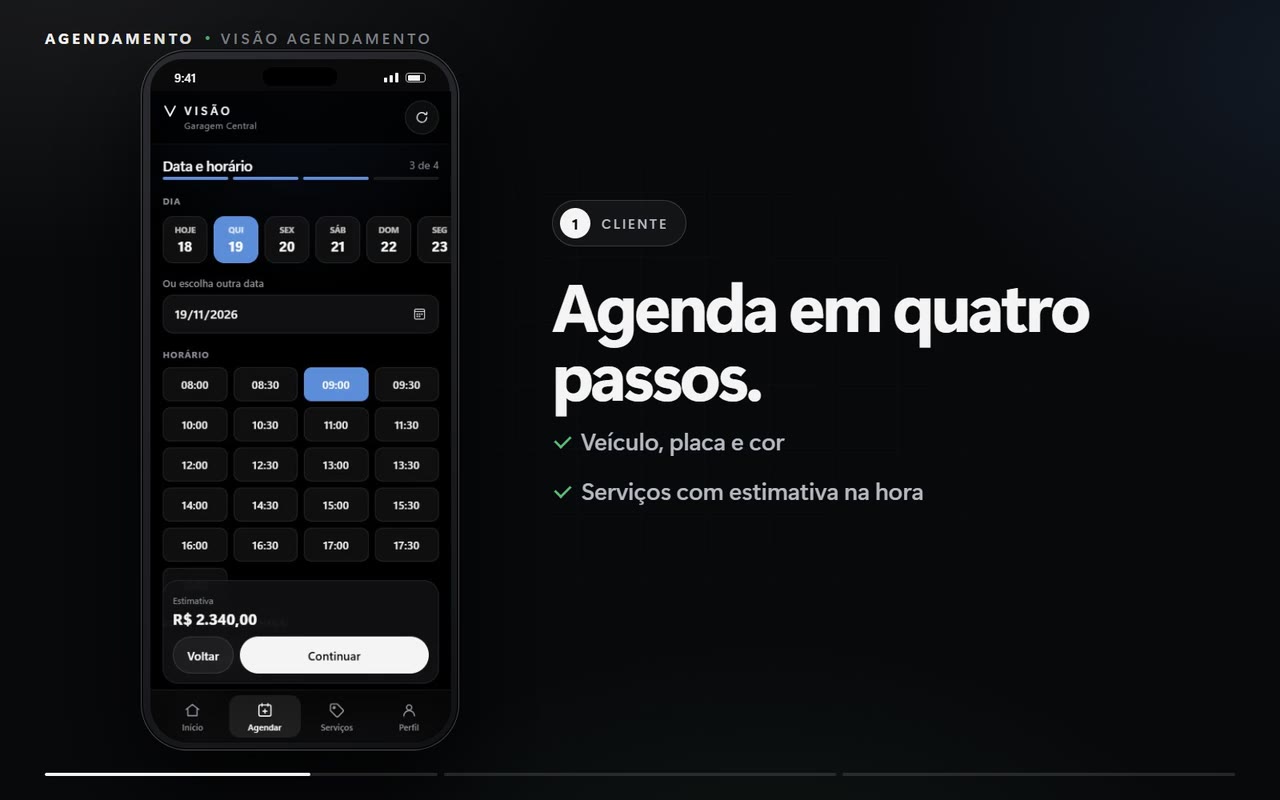 AGENDAMENTO • VISÃO AGENDAMENTO
9:41
VISÃO
Garagem Central
Data e horário 3 de 4
DIA
HOJE QUI SEX SÁB DOM SEG
18 19 20 21 22 23
Ou escolha outra data
19/11/2026
HORÁRIO
08:00 08:30 09:00 09:30
10:00 10:30 11:00 11:30
12:00 12:30 13:00 13:30
14:00 14:30 15:00 15:30
16:00 16:30 17:00 17:30
Estimativa
R$ 2.340,00
Voltar Continuar
Início Agendar Serviços Perfil
1 CLIENTE
Agenda em quatro
passos.
Veículo, placa e cor
Serviços com estimativa na hora